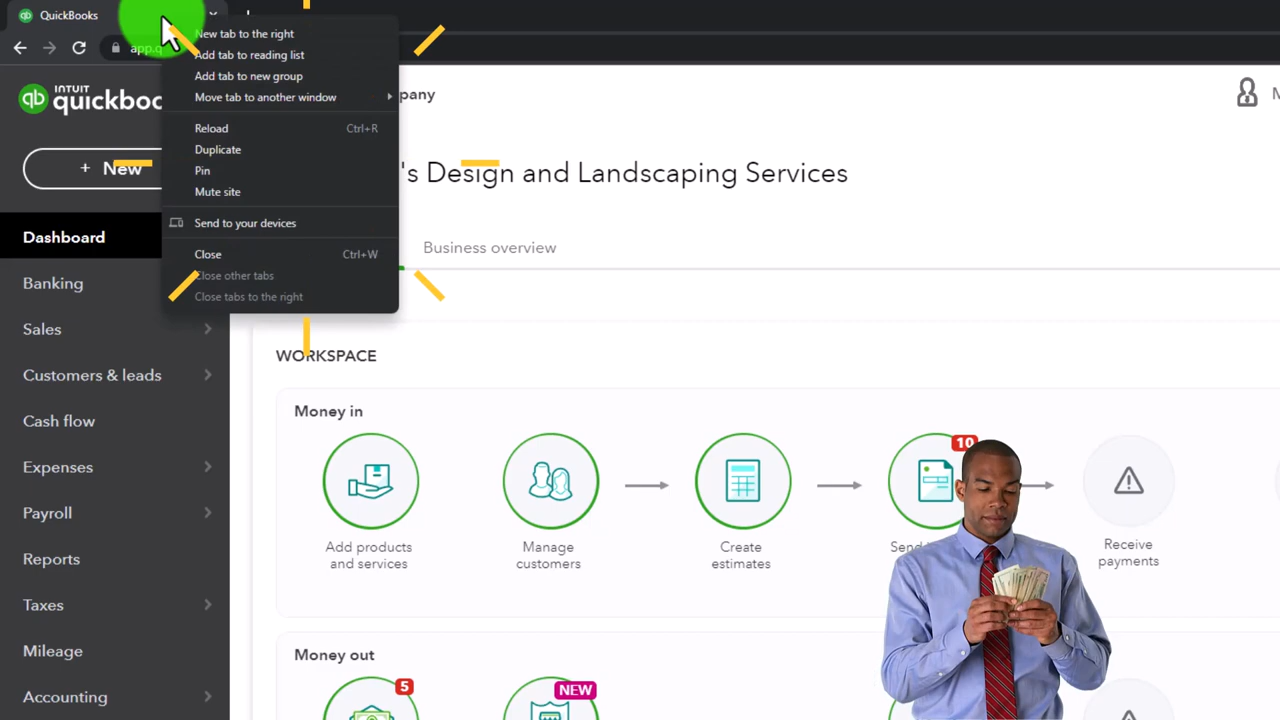 QuickBooks
New tab to the right
Add tab to reading list
Add tab to new group
Move tab to another window
Reload Ctrl+R
Duplicate
Pin
Mute site
Send to your devices
Close Ctrl+W
Close other tabs
Close tabs to the right
app.q
INTUIT
quickboo
pany
M
+ New
's Design and Landscaping Services
Business overview
Dashboard
Banking
Sales
Customers & leads
Cash flow
Expenses
Payroll
Reports
Taxes
Mileage
Accounting
WORKSPACE
Money in
10
Add products
and services
Manage
customers
Create
estimates
Send
Receive
payments
Money out
5
NEW